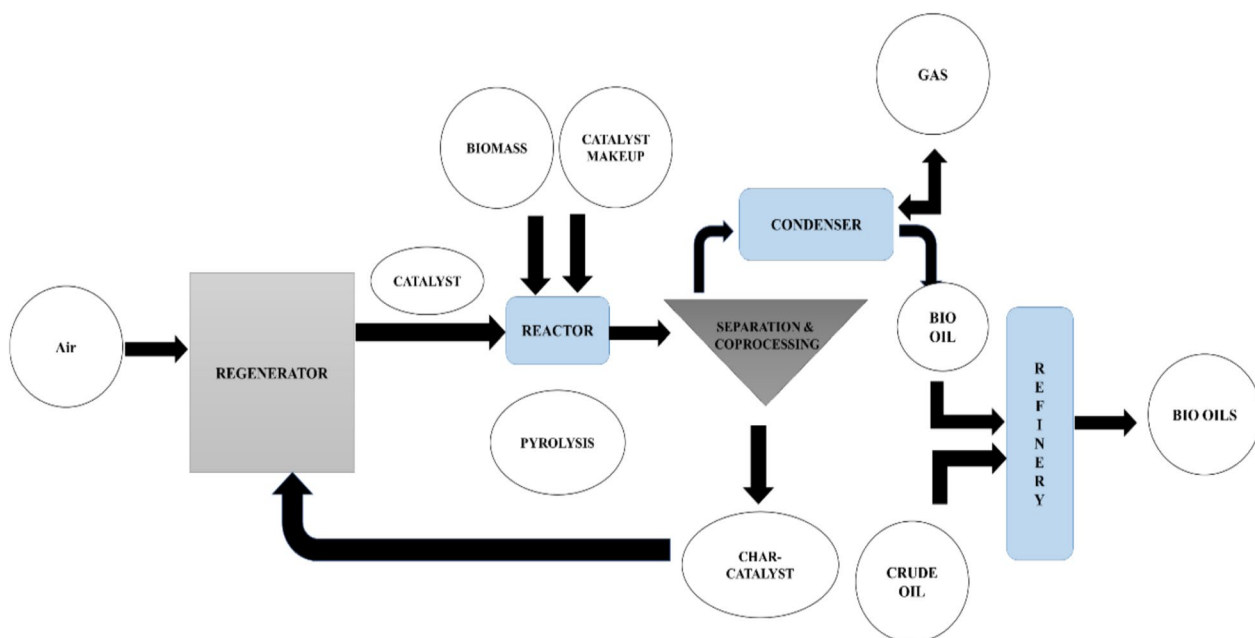 GAS
BIOMASS
CATALYST
MAKEUP
CONDENSER
CATALYST
Air
REGENERATOR
REACTOR
SEPARATION &
COPROCESSING
BIO
OIL
PYROLYSIS
REFINERY
BIO OILS
CHAR-
CATALYST
CRUDE
OIL